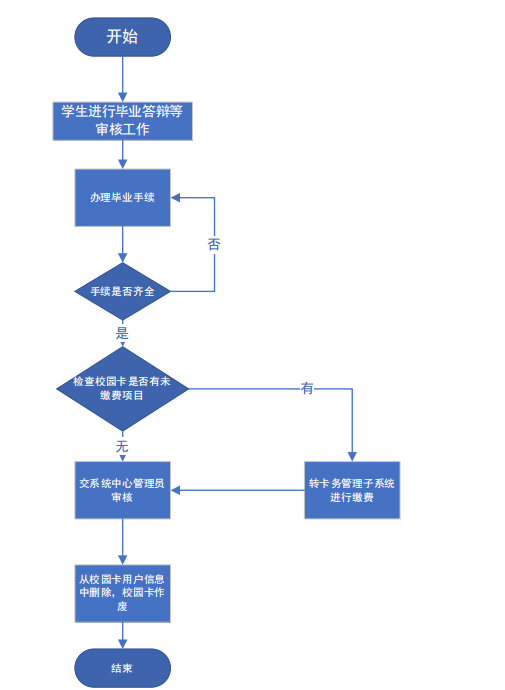 开始
学生进行毕业答辩等
审核工作
办理毕业手续
否
手续是否齐全
是
检查校园卡是否有未
缴费项目
有
无
交系统中心管理员
审核
转卡务管理子系统
进行缴费
从校园卡用户信息
中删除，校园卡作
废
结束